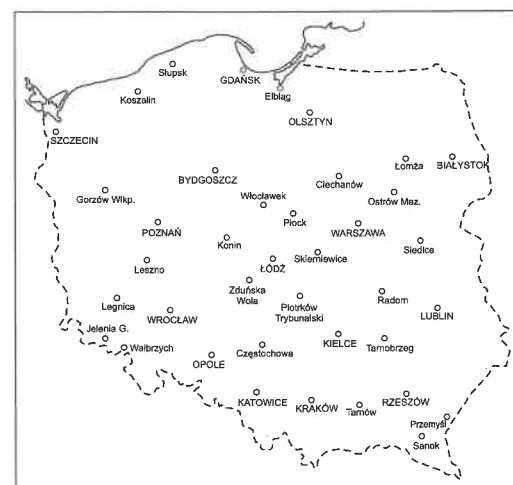 Słupsk
GDAŃSK
Koszalin
Elbląg
OLSZTYN
SZCZECIN
Łomża
BIAŁYSTOK
BYDGOSZCZ
Ciechanów
Gorzów Wlkp.
Włocławek
Ostrów Maz.
Płock
POZNAŃ
WARSZAWA
Konin
Siedlce
Skierniewice
Leszno
ŁÓDŹ
Zduńska
Wola
Radom
Legnica
Piotrków
Trybunalski
WROCŁAW
LUBLIN
Jelenia G.
Wałbrzych
Częstochowa
KIELCE
Tarnobrzeg
OPOLE
KATOWICE
KRAKÓW
Tarnów
RZESZÓW
Przemyśl
Sanok